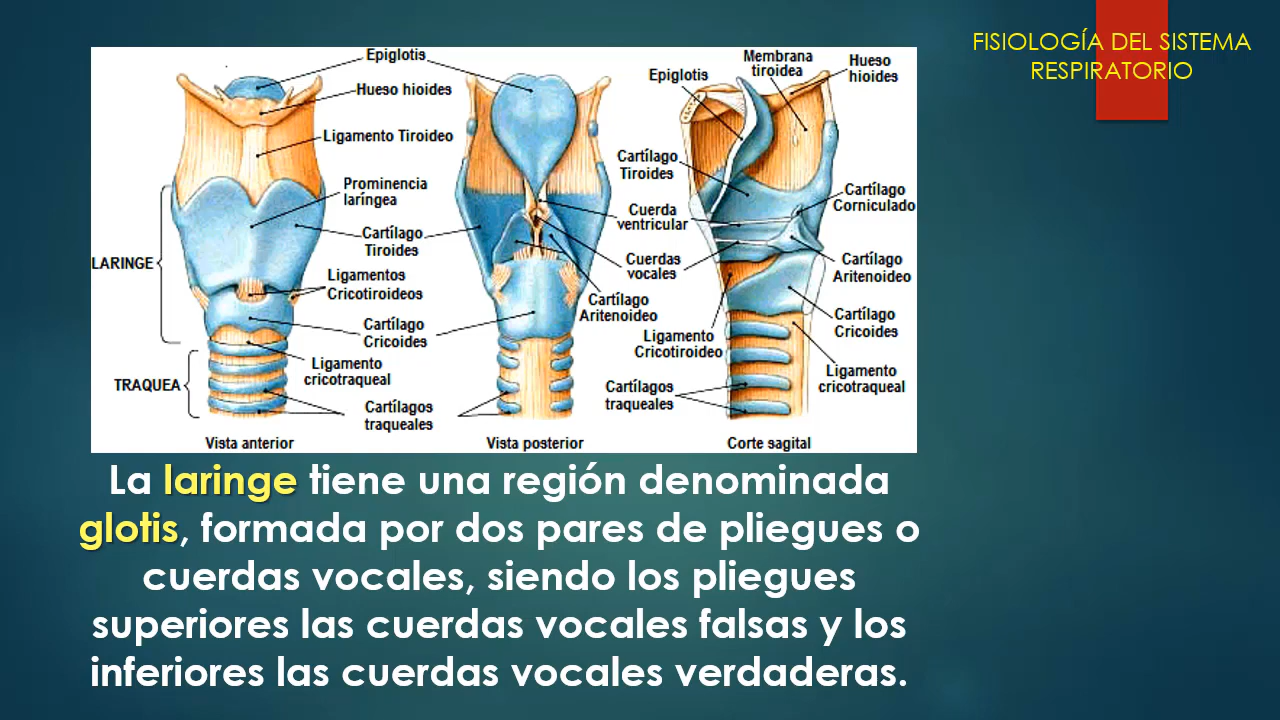 FISIOLOGÍA DEL SISTEMA
RESPIRATORIO
Epiglotis
Hueso hioides
Ligamento Tiroideo
Prominencia
laríngea
Cartílago
Tiroides
LARINGE
Ligamentos
Cricotiroideos
Cartílago
Cricoides
Ligamento
cricotraqueal
TRAQUEA
Cartílagos
traqueales
Vista anterior
Cuerda
ventricular
Cuerdas
vocales
Cartílago
Aritenoideo
Vista posterior
Epiglotis
Membrana
tiroidea
Hueso
hioides
Cartílago
Tiroides
Cartílago
Corniculado
Cartílago
Aritenoideo
Cartílago
Cricoides
Ligamento
Cricotiroideo
Ligamento
cricotraqueal
Cartílagos
traqueales
Corte sagital
La laringe tiene una región denominada
glotis, formada por dos pares de pliegues o
cuerdas vocales, siendo los pliegues
superiores las cuerdas vocales falsas y los
inferiores las cuerdas vocales verdaderas.